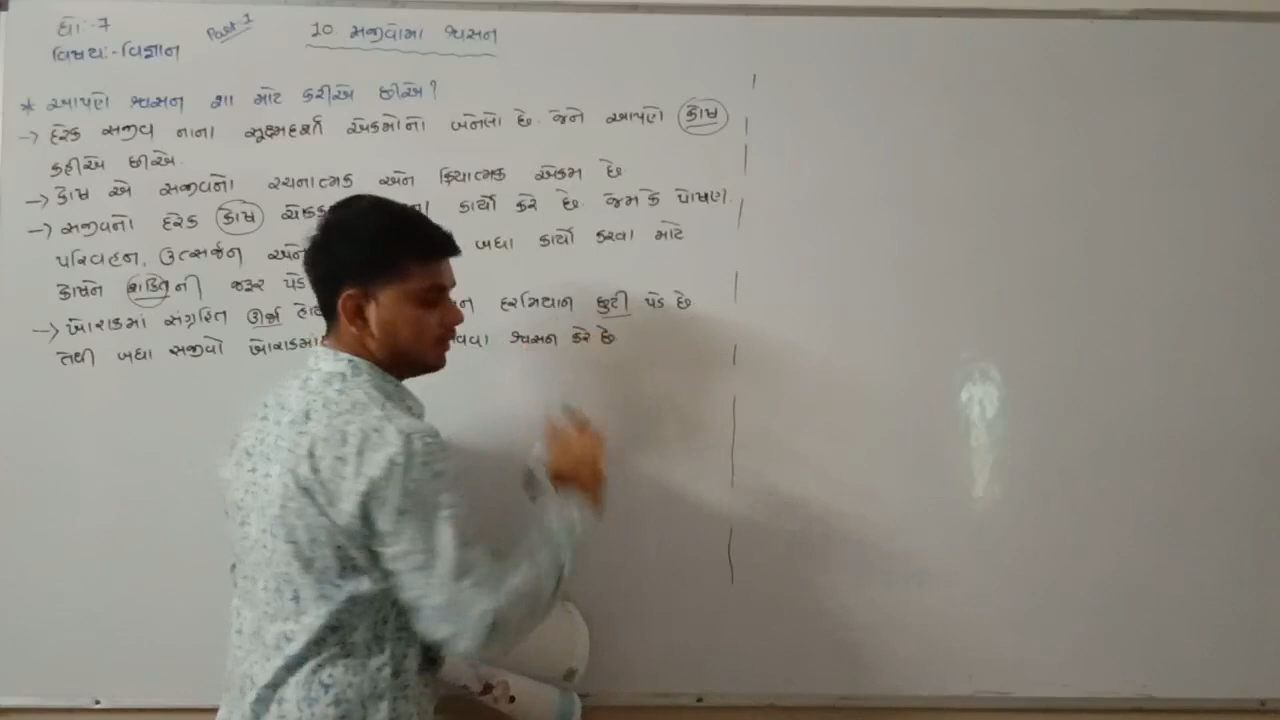 ધો:-7
Part-1
10. સજીવોમાં શ્વસન
વિષય:-વિજ્ઞાન
* આપણે શ્વસન શા માટે કરીએ છીએ?
→ દરેક સજીવ નાના સૂક્ષ્મદર્શી એકમોનો બનેલો છે. જેને આપણે કોષ
કહીએ છીએ.
→ કોષ એ સજીવનો રચનાત્મક અને ક્રિયાત્મક એકમ છે
→ સજીવનો દરેક કોષ કાર્યો કરે છે. જેમકે પોષણ,
પરિવહન, ઉત્સર્જન અને બધા કાર્યો કરવા માટે
કોષને શક્તિની જરૂર પડે
→ ખોરાકમાં સંગ્રહિત ઊર્જા દરમિયાન છુટી પડે છે
તેથી બધા સજીવો શ્વસન કરે છે